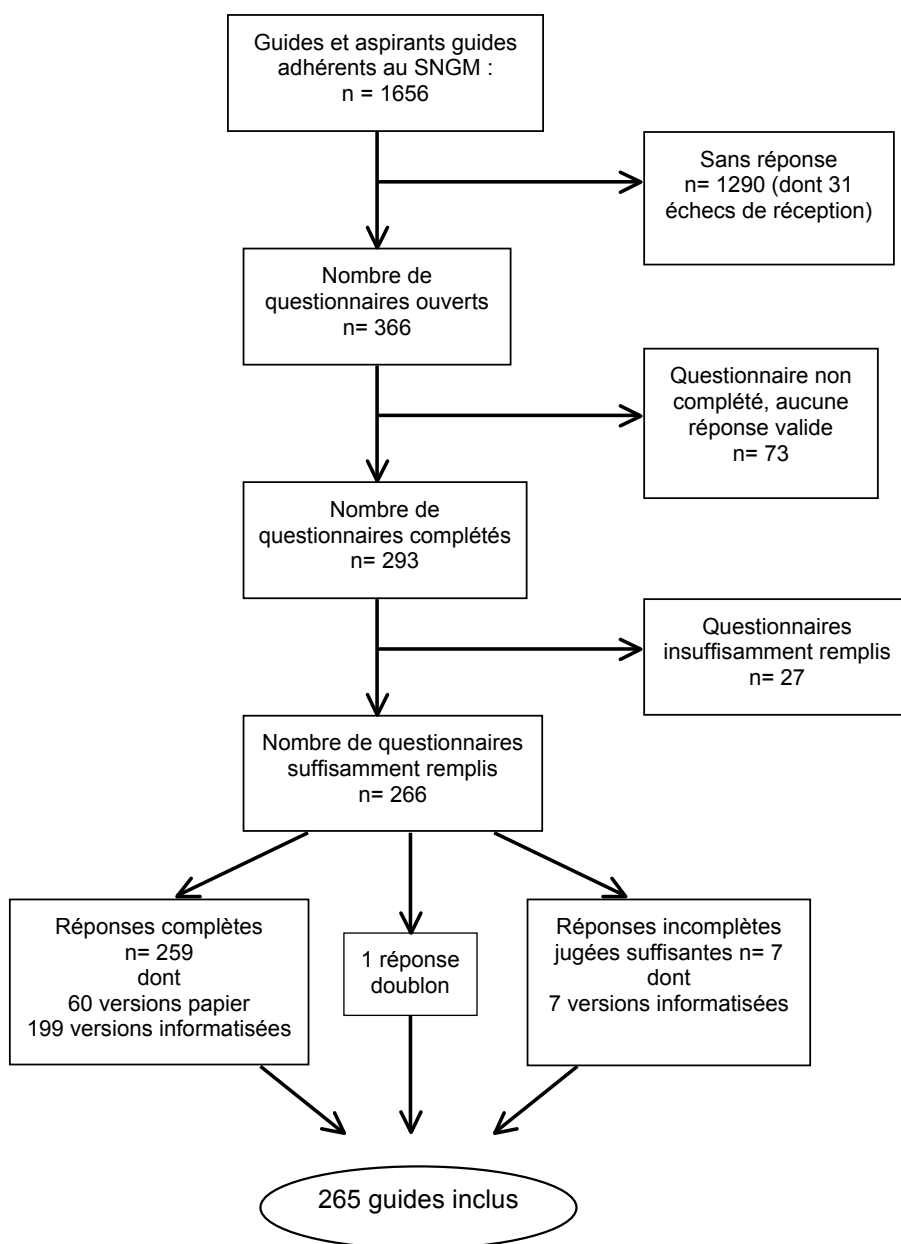 Guides et aspirants guides
adhérents au SNGM :
n = 1656
Sans réponse
n= 1290 (dont 31
échecs de réception)
Nombre de
questionnaires ouverts
n= 366
Questionnaire non
complété, aucune
réponse valide
n= 73
Nombre de
questionnaires complétés
n= 293
Questionnaires
insuffisamment remplis
n= 27
Nombre de questionnaires
suffisamment remplis
n= 266
Réponses complètes
n= 259
dont
60 versions papier
199 versions informatisées
1 réponse
doublon
Réponses incomplètes
jugées suffisantes n= 7
dont
7 versions informatisées
265 guides inclus